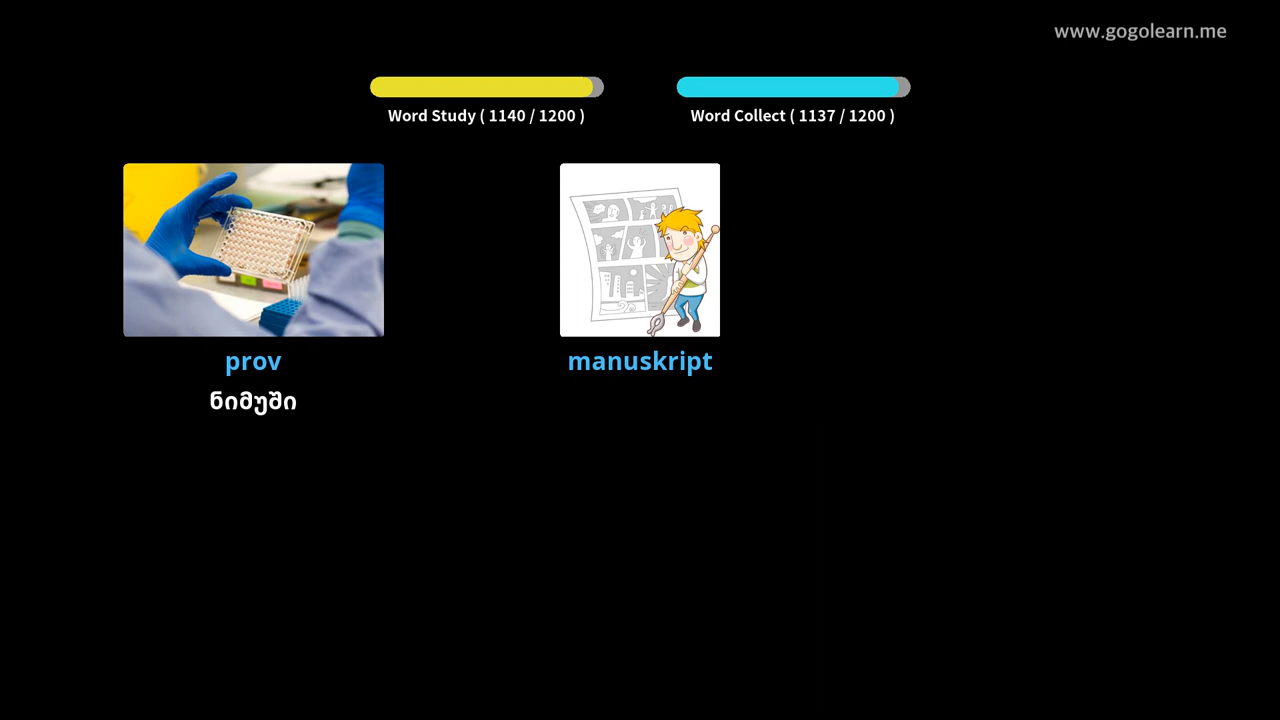 www.gogolearn.me
Word Study ( 1140 / 1200 )
Word Collect ( 1137 / 1200 )
prov
manuskript
ნიმუში